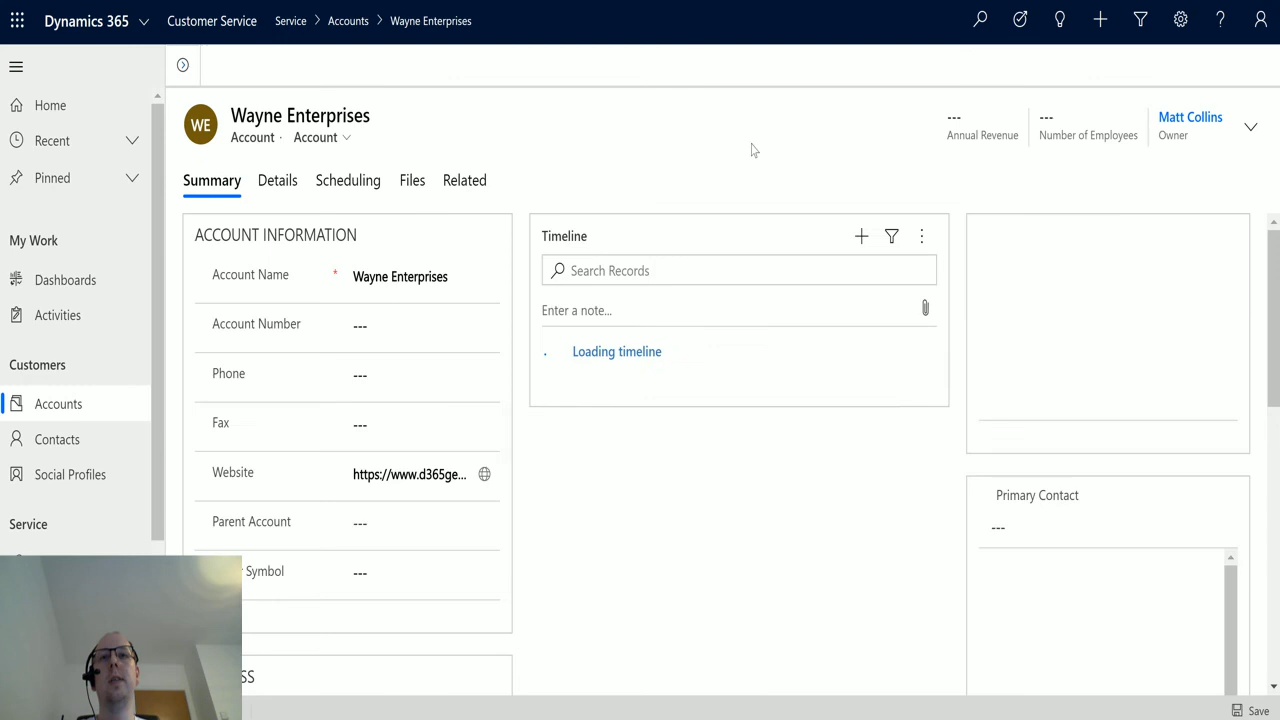 Dynamics 365
Customer Service
Service
Accounts
Wayne Enterprises
Home
Recent
Pinned
My Work
Dashboards
Activities
Customers
Accounts
Contacts
Social Profiles
Service
WE
Wayne Enterprises
Account · Account
---
Annual Revenue
---
Number of Employees
Matt Collins
Owner
Summary
Details
Scheduling
Files
Related
ACCOUNT INFORMATION
Account Name * Wayne Enterprises
Account Number ---
Phone ---
Fax ---
Website https://www.d365ge...
Parent Account ---
Symbol ---
SS
Timeline
Search Records
Enter a note...
Loading timeline
Primary Contact
---
Save